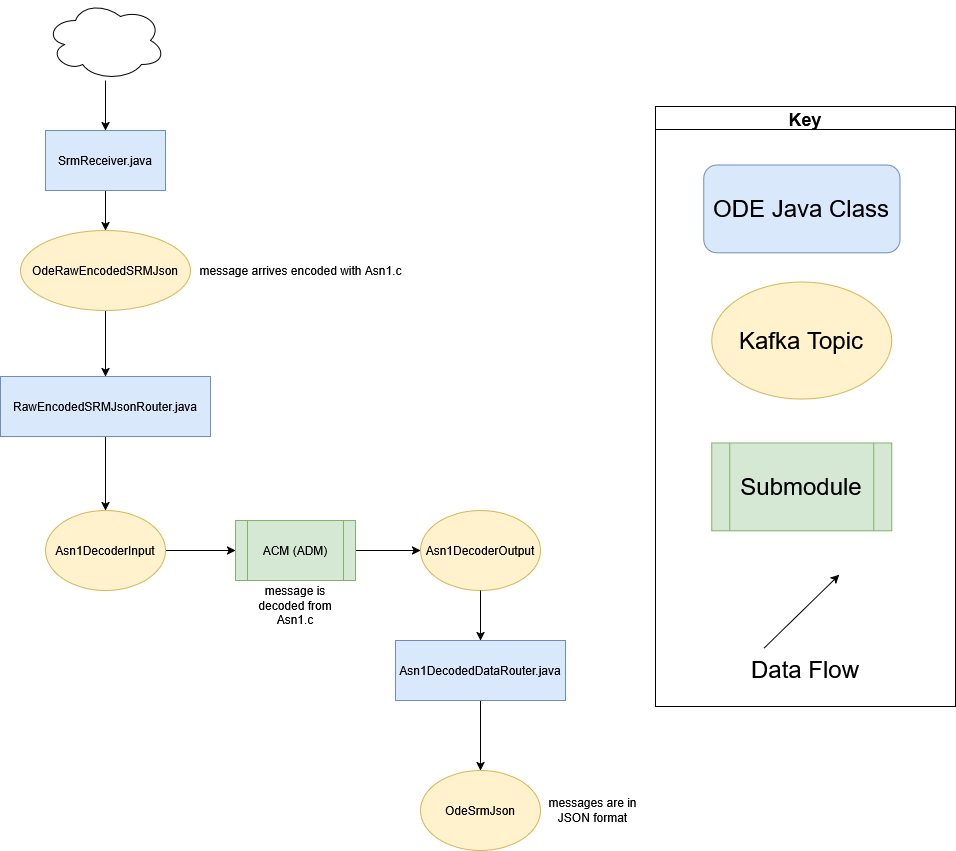 SrmReceiver.java
OdeRawEncodedSRMJson
message arrives encoded with Asn1.c
RawEncodedSRMJsonRouter.java
Asn1DecoderInput
ACM (ADM)
message is
decoded from
Asn1.c
Asn1DecoderOutput
Asn1DecodedDataRouter.java
OdeSrmJson
messages are in
JSON format
Key
ODE Java Class
Kafka Topic
Submodule
Data Flow